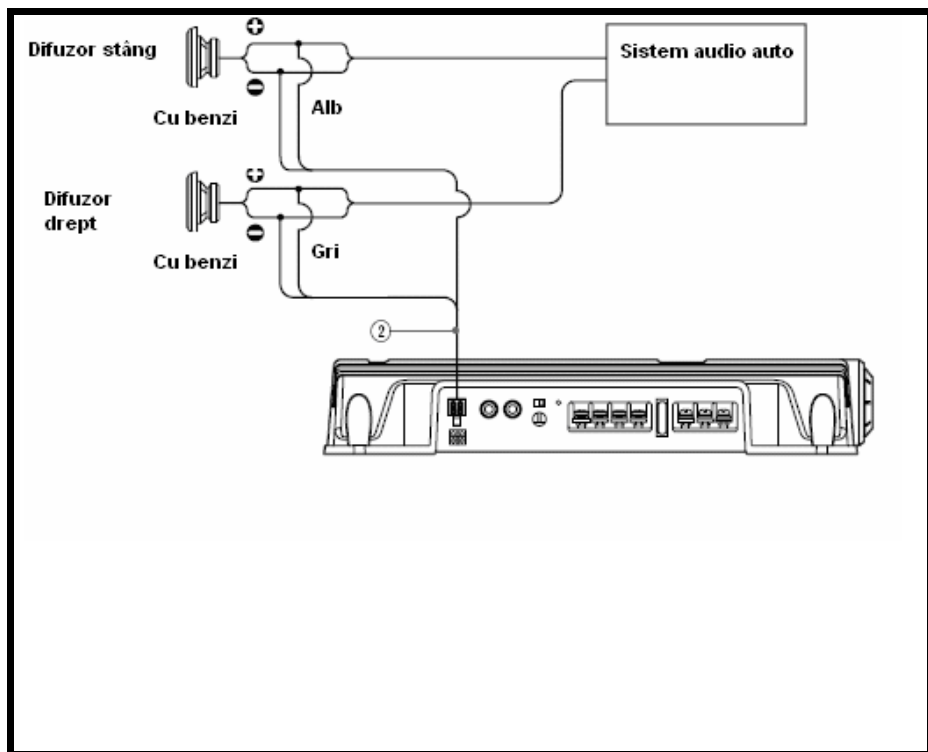 Difuzor stâng
Cu benzi
Alb
Sistem audio auto
Difuzor
drept
Cu benzi
Gri
2